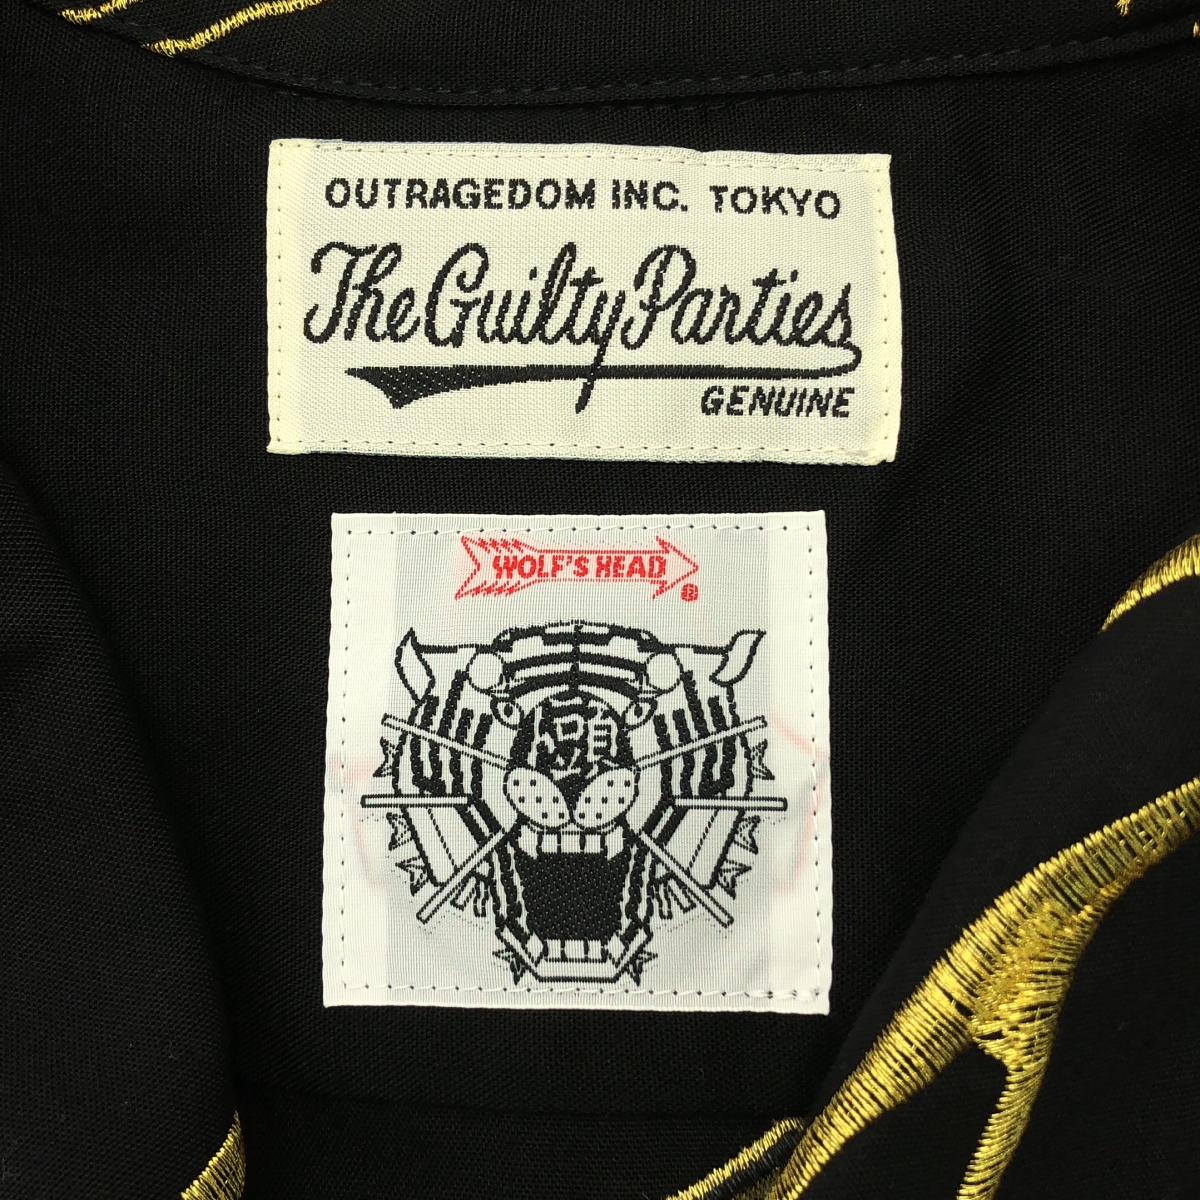 OUTRAGEDOM INC. TOKYO
The Guilty Parties
GENUINE
WOLF'S HEAD